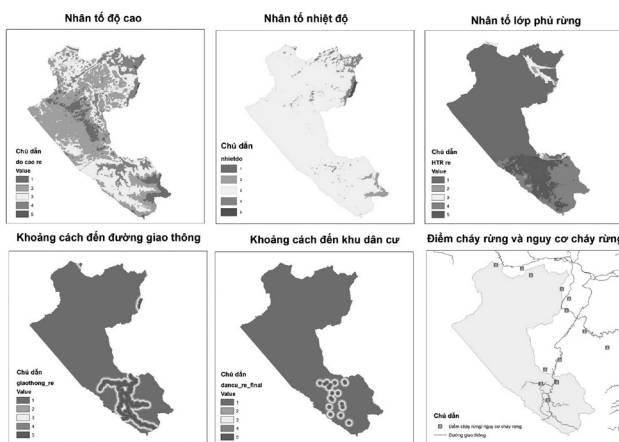 Nhân tố độ cao
Chú dẫn
do cao re
Value
1
2
3
4
5
Nhân tố nhiệt độ
Chú dẫn
nhietdo
1
2
3
4
5
Nhân tố lớp phủ rừng
Chú dẫn
HTR re
Value
1
2
3
4
5
Khoảng cách đến đường giao thông
Chú dẫn
giaothong_re
Value
1
2
3
4
5
Khoảng cách đến khu dân cư
Chú dẫn
dancu_re_final
Value
1
2
3
4
5
Điểm cháy rừng và nguy cơ cháy rừng
Chú dẫn
Điểm cháy rừng/ nguy cơ cháy rừng
Đường giao thông